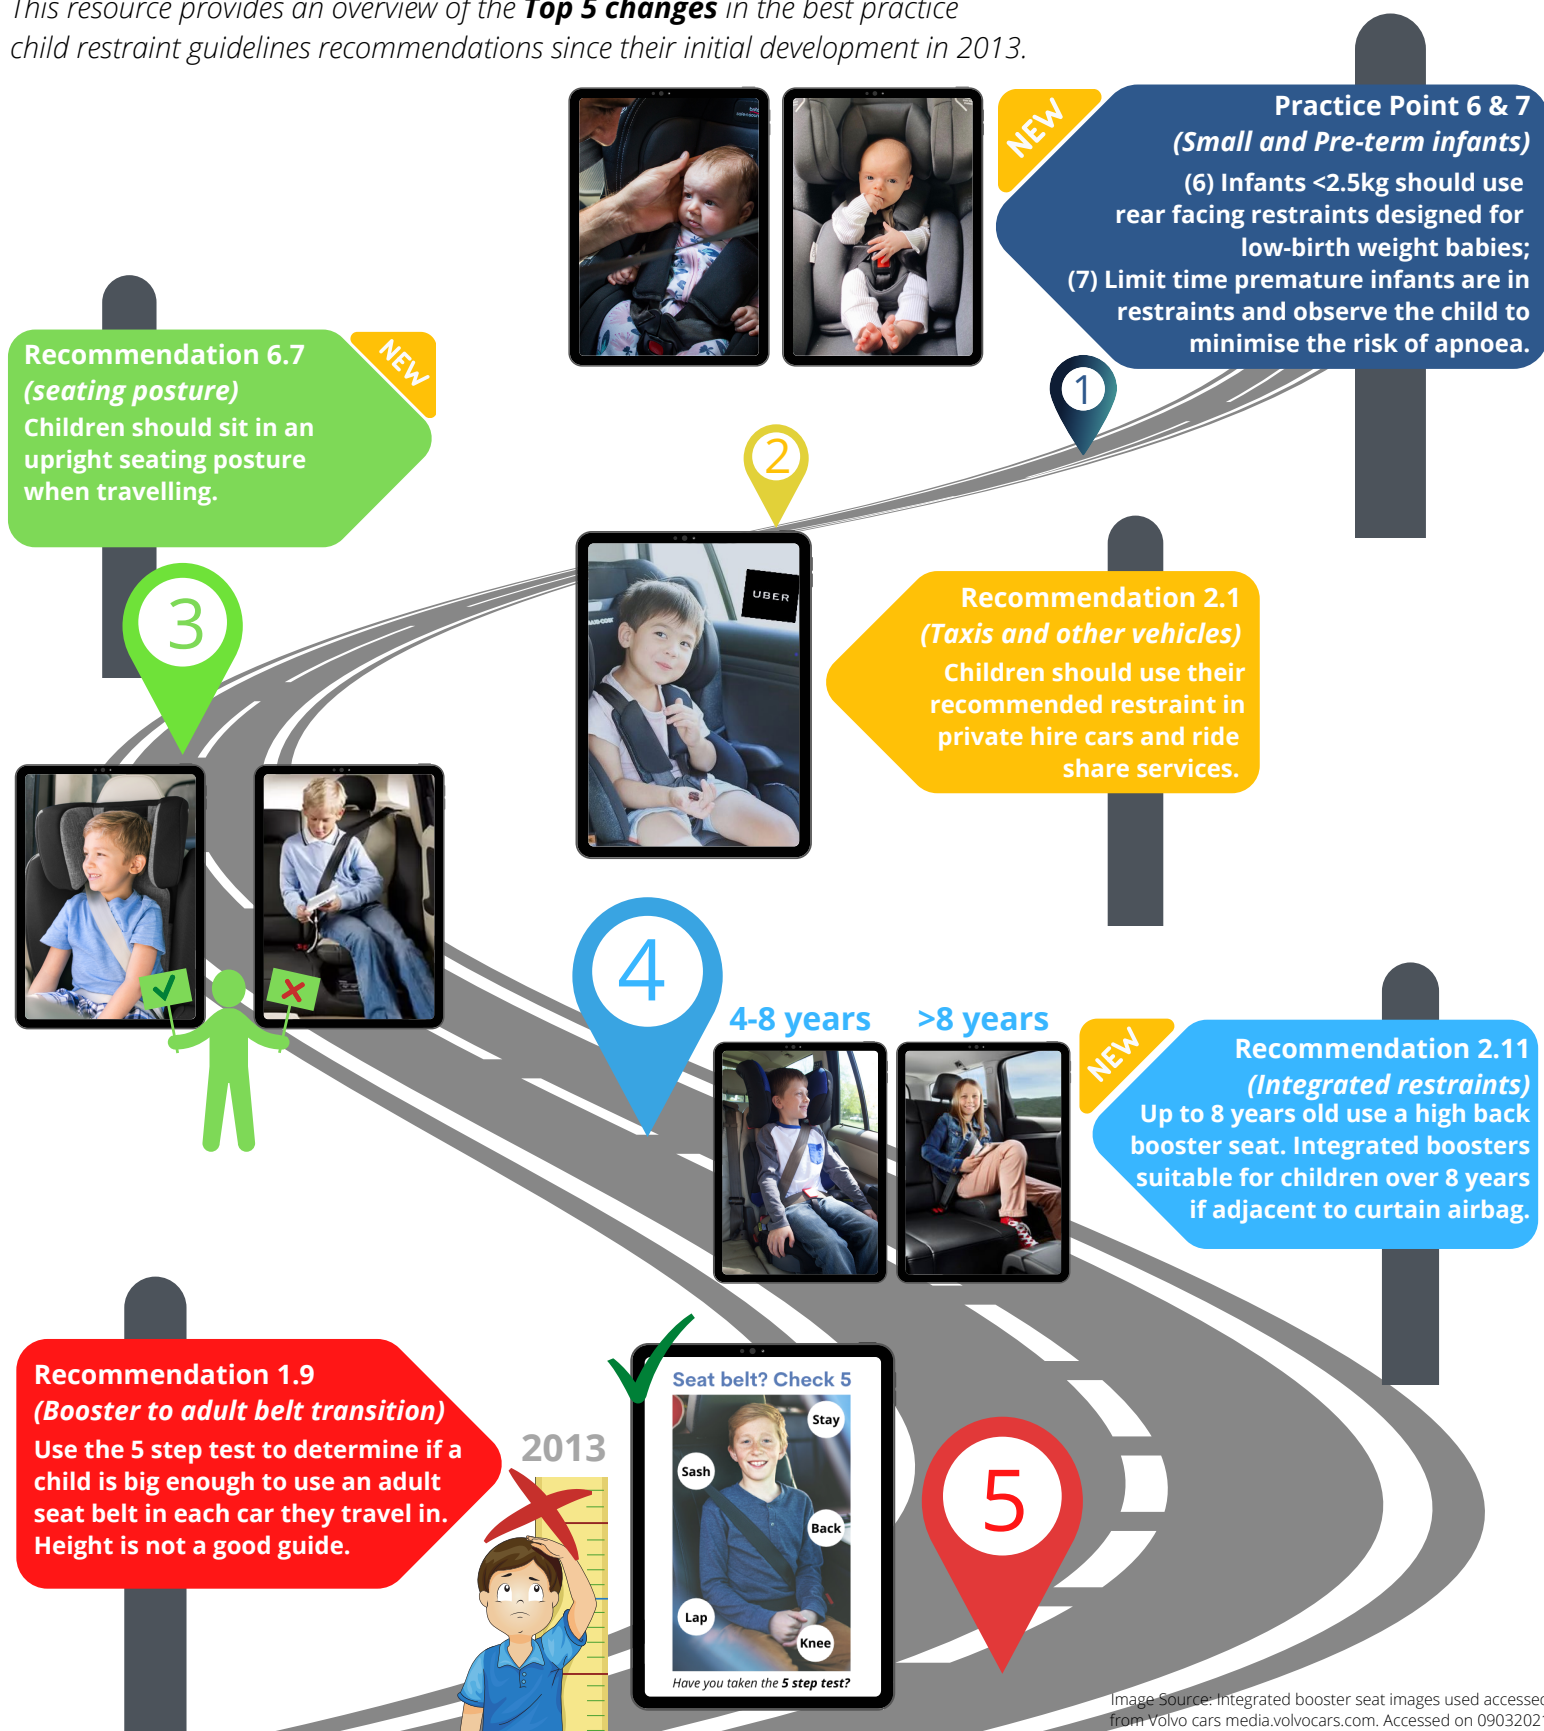 This resource provides an overview of the Top 5 changes in the best practice
child restraint guidelines recommendations since their initial development in 2013.
NEW
Practice Point 6 & 7
(Small and Pre-term infants)
(6) Infants <2.5kg should use
rear facing restraints designed for
low-birth weight babies;
(7) Limit time premature infants are in
restraints and observe the child to
minimise the risk of apnoea.
1
2
UBER
Recommendation 2.1
(Taxis and other vehicles)
Children should use their
recommended restraint in
private hire cars and ride
share services.
Recommendation 6.7
(seating posture)
Children should sit in an
upright seating posture
when travelling.
NEW
3
4
4-8 years
>8 years
NEW
Recommendation 2.11
(Integrated restraints)
Up to 8 years old use a high back
booster seat. Integrated boosters
suitable for children over 8 years
if adjacent to curtain airbag.
Recommendation 1.9
(Booster to adult belt transition)
Use the 5 step test to determine if a
child is big enough to use an adult
seat belt in each car they travel in.
Height is not a good guide.
2013
Seat belt? Check 5
Stay
Sash
Back
Lap
Knee
Have you taken the 5 step test?
5
Image Source: Integrated booster seat images used accessed
from Volvo cars media.volvocars.com. Accessed on 09032021